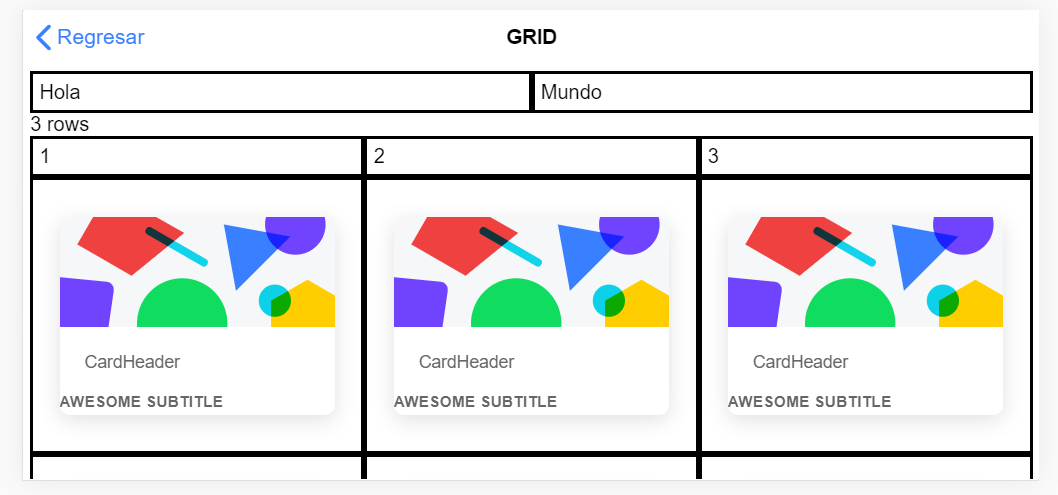 Regresar
GRID
Hola
Mundo
3 rows
1
2
3
CardHeader
AWESOME SUBTITLE
CardHeader
AWESOME SUBTITLE
CardHeader
AWESOME SUBTITLE